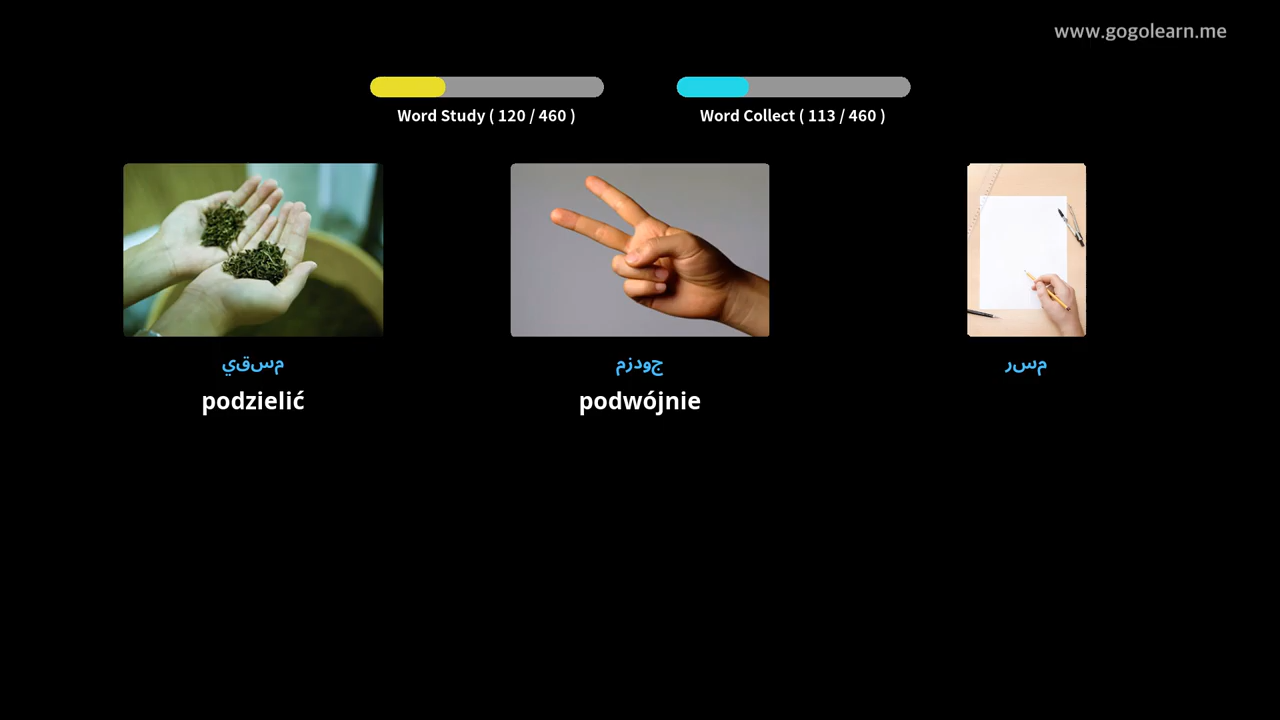 www.gogolearn.me
Word Study ( 120 / 460 )
Word Collect ( 113 / 460 )
مسقي
podzielić
جودزم
podwójnie
مسر